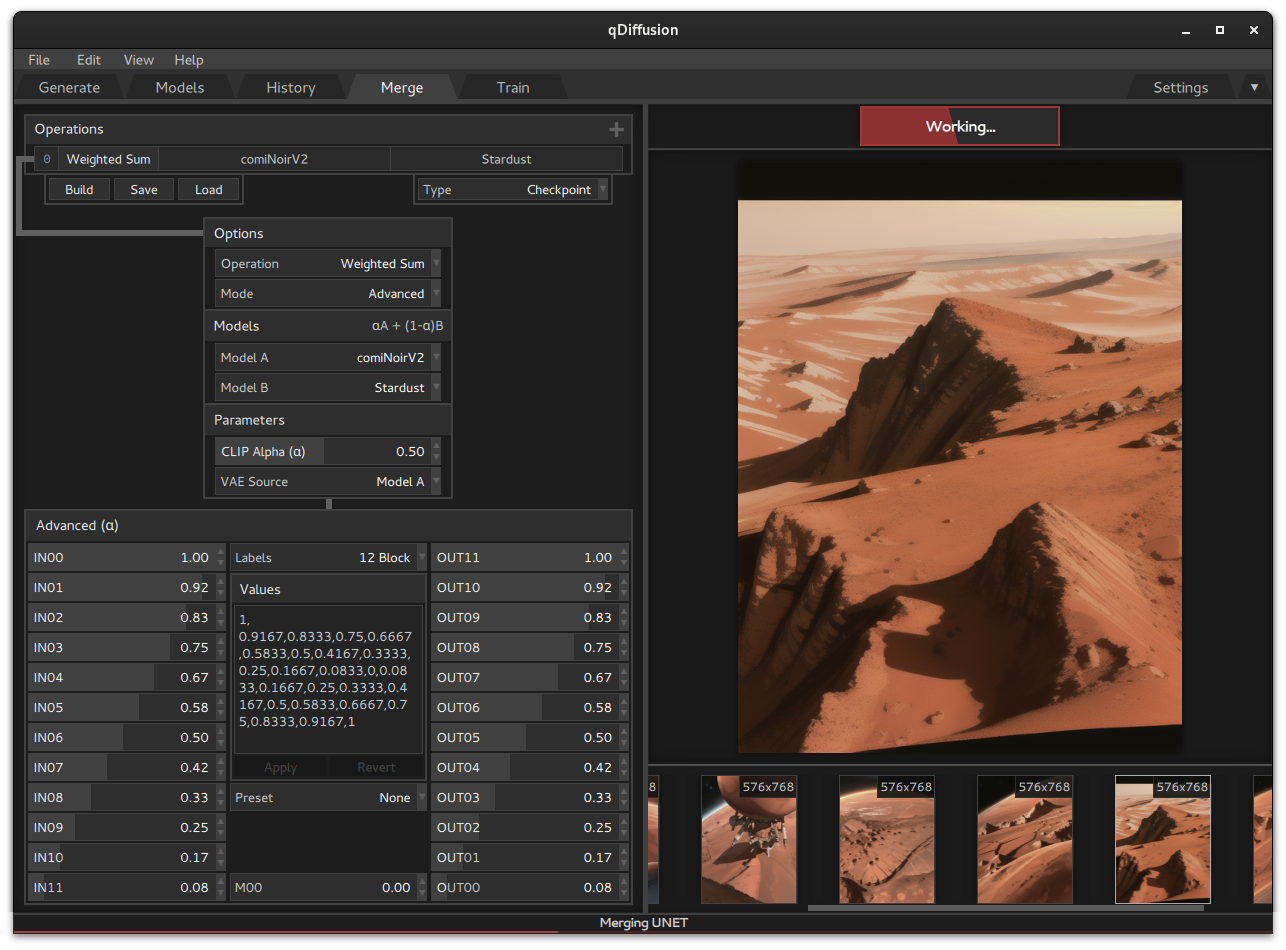 qDiffusion
File Edit View Help
Generate Models History Merge Train Settings
Operations
0 Weighted Sum comiNoirV2 Stardust
Build Save Load Type Checkpoint
Options
Operation Weighted Sum
Mode Advanced
Models αA + (1-α)B
Model A comiNoirV2
Model B Stardust
Parameters
CLIP Alpha (α) 0.50
VAE Source Model A
Advanced (α)
IN00 1.00
IN01 0.92
IN02 0.83
IN03 0.75
IN04 0.67
IN05 0.58
IN06 0.50
IN07 0.42
IN08 0.33
IN09 0.25
IN10 0.17
IN11 0.08
Labels 12 Block
Values
1,
0.9167,0.8333,0.75,0.6667
,0.5833,0.5,0.4167,0.3333,
0.25,0.1667,0.0833,0,0.08
33,0.1667,0.25,0.3333,0.4
167,0.5,0.5833,0.6667,0.7
5,0.8333,0.9167,1
Apply Revert
Preset None
M00 0.00
OUT11 1.00
OUT10 0.92
OUT09 0.83
OUT08 0.75
OUT07 0.67
OUT06 0.58
OUT05 0.50
OUT04 0.42
OUT03 0.33
OUT02 0.25
OUT01 0.17
OUT00 0.08
Working...
8 576x768 576x768 576x768 576x768
Merging UNET